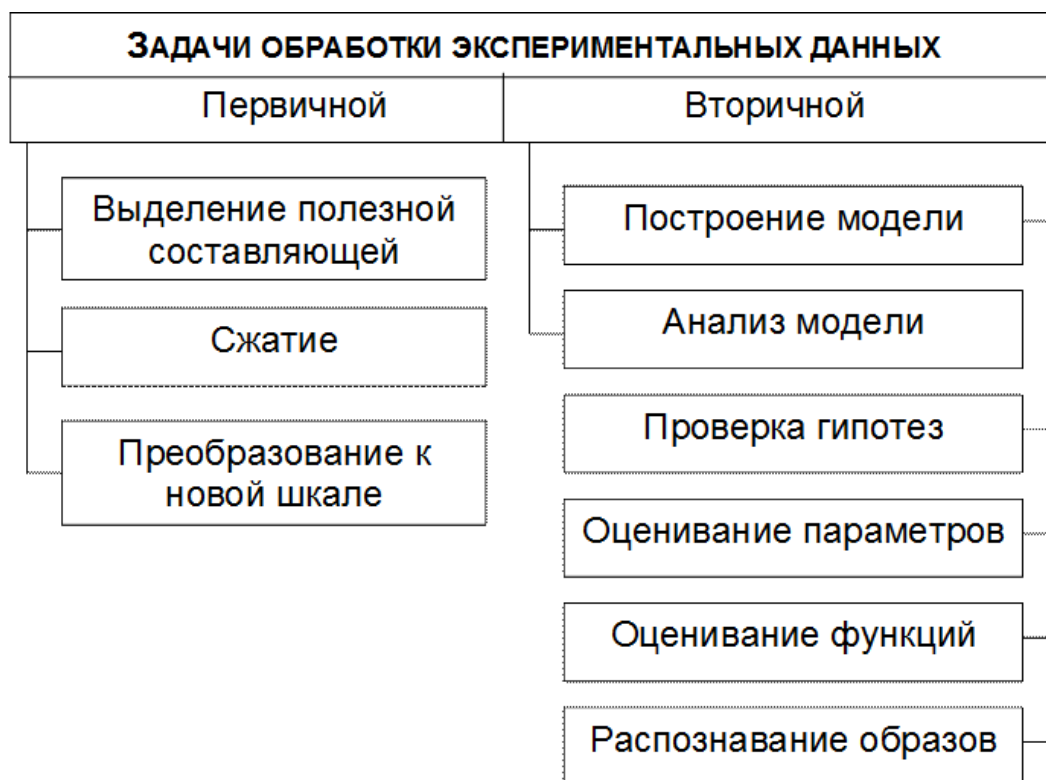 ЗАДАЧИ ОБРАБОТКИ ЭКСПЕРИМЕНТАЛЬНЫХ ДАННЫХ
Первичной
Вторичной
Выделение полезной
составляющей
Сжатие
Преобразование к
новой шкале
Построение модели
Анализ модели
Проверка гипотез
Оценивание параметров
Оценивание функций
Распознавание образов